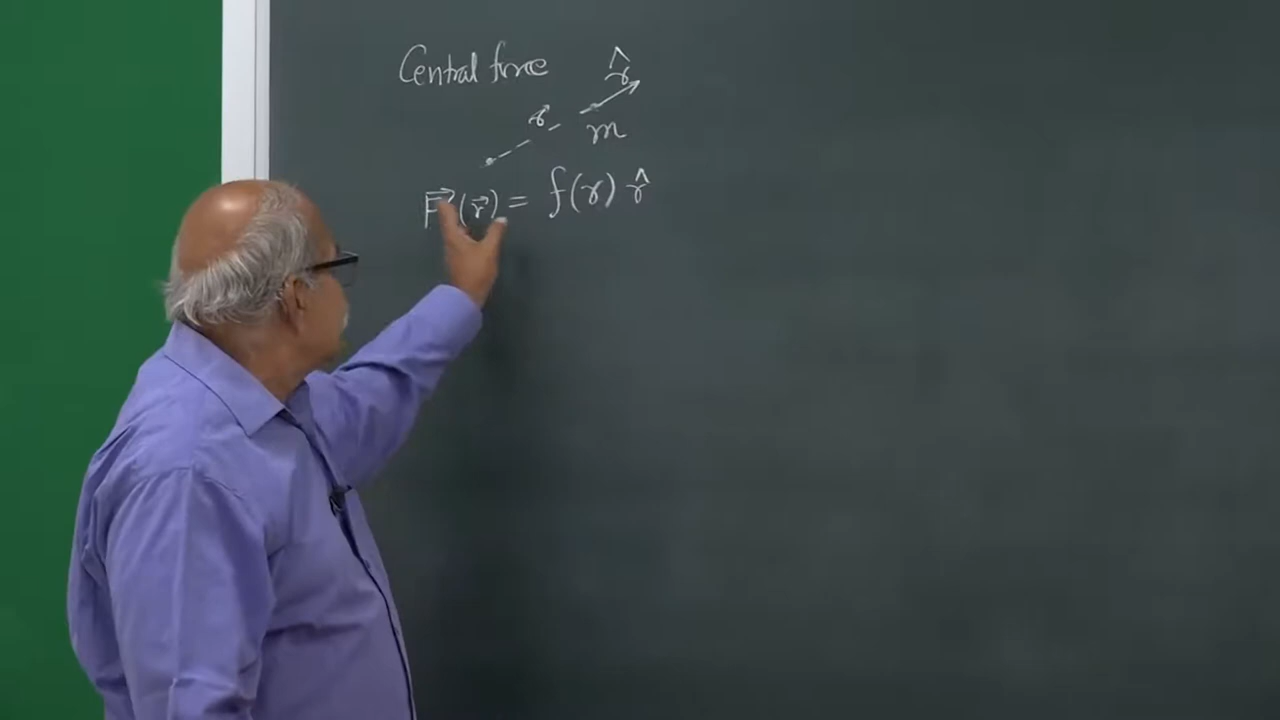 Central force
r̂
r⃗
m
F⃗(r⃗) = f(r) r̂